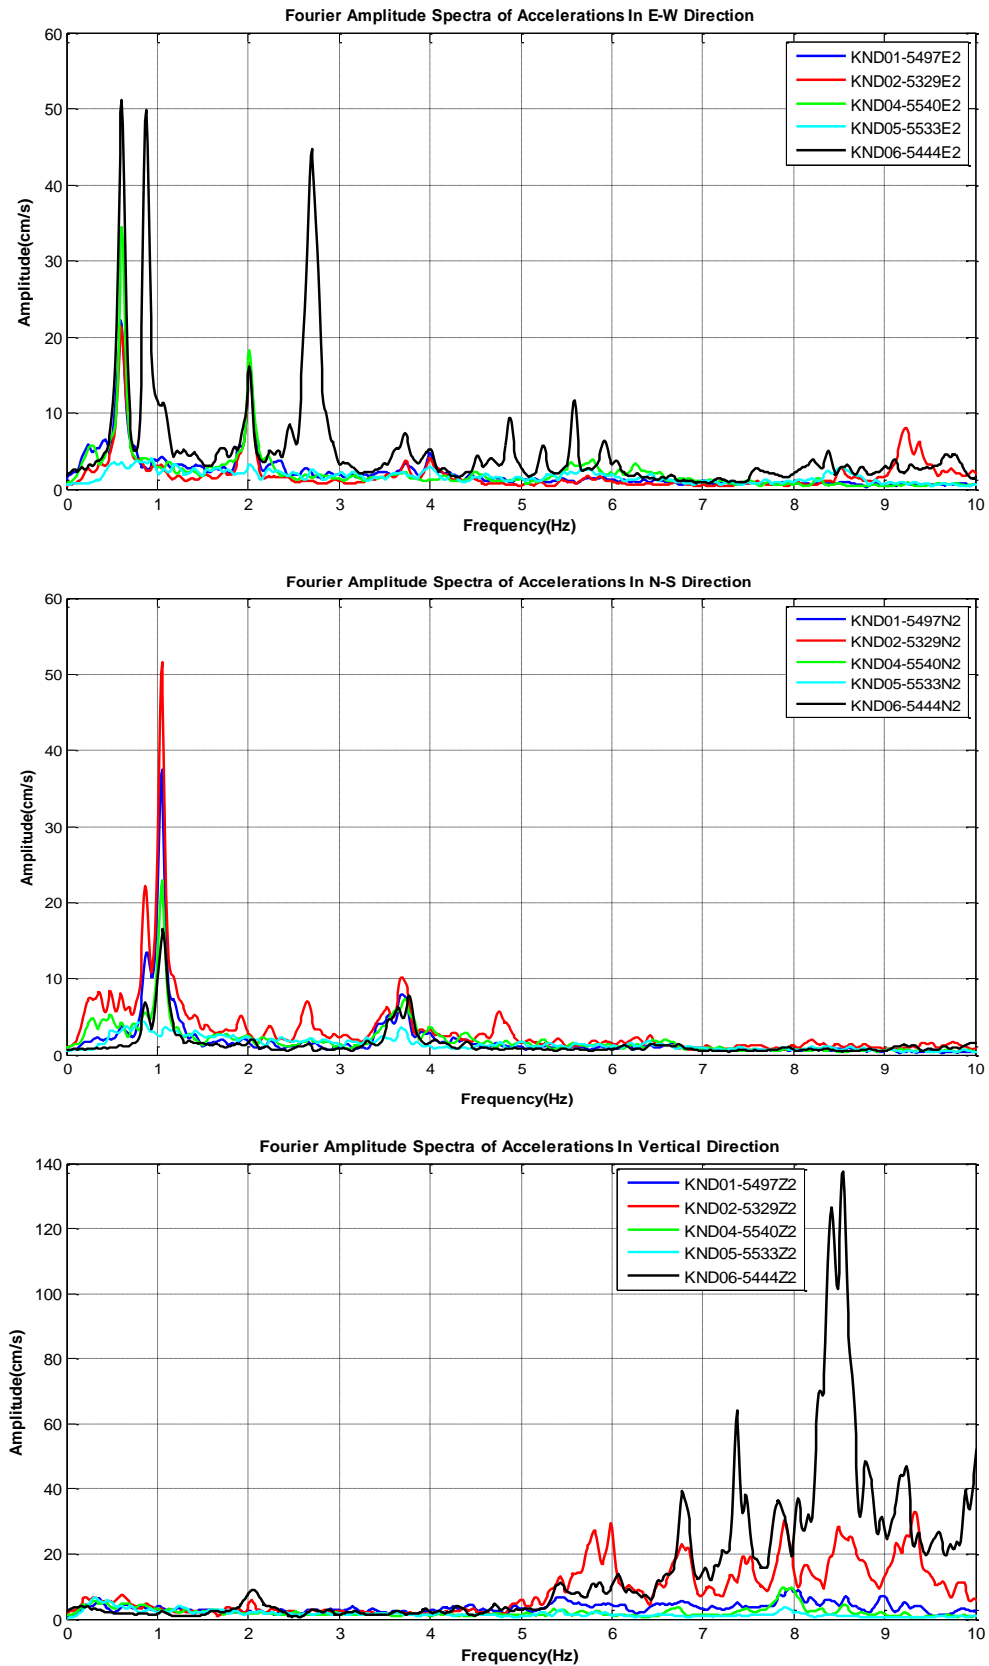 Fourier Amplitude Spectra of Accelerations In E-W Direction
60
50
40
30
20
10
0
Amplitude(cm/s)
KND01-5497E2
KND02-5329E2
KND04-5540E2
KND05-5533E2
KND06-5444E2
0 1 2 3 4 5 6 7 8 9 10
Frequency(Hz)
Fourier Amplitude Spectra of Accelerations In N-S Direction
60
50
40
30
20
10
0
Amplitude(cm/s)
KND01-5497N2
KND02-5329N2
KND04-5540N2
KND05-5533N2
KND06-5444N2
0 1 2 3 4 5 6 7 8 9 10
Frequency(Hz)
Fourier Amplitude Spectra of Accelerations In Vertical Direction
140
120
100
80
60
40
20
0
Amplitude(cm/s)
KND01-5497Z2
KND02-5329Z2
KND04-5540Z2
KND05-5533Z2
KND06-5444Z2
0 1 2 3 4 5 6 7 8 9 10
Frequency(Hz)